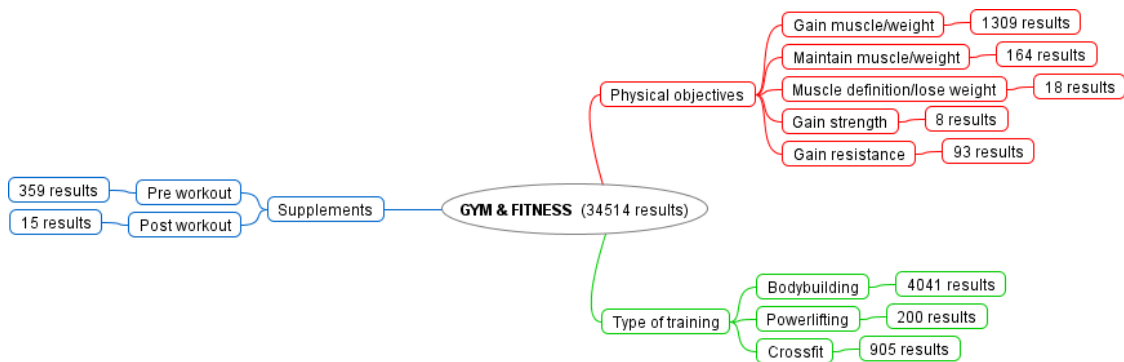 GYM & FITNESS (34514 results)
Physical objectives
Gain muscle/weight
1309 results
Maintain muscle/weight
164 results
Muscle definition/lose weight
18 results
Gain strength
8 results
Gain resistance
93 results
Supplements
Pre workout
359 results
Post workout
15 results
Type of training
Bodybuilding
4041 results
Powerlifting
200 results
Crossfit
905 results